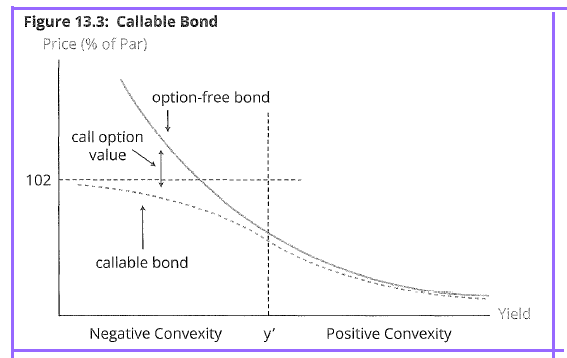 Figure 13.3: Callable Bond
Price (% of Par)
option-free bond
call option
value
102
callable bond
Yield
Negative Convexity
y′
Positive Convexity